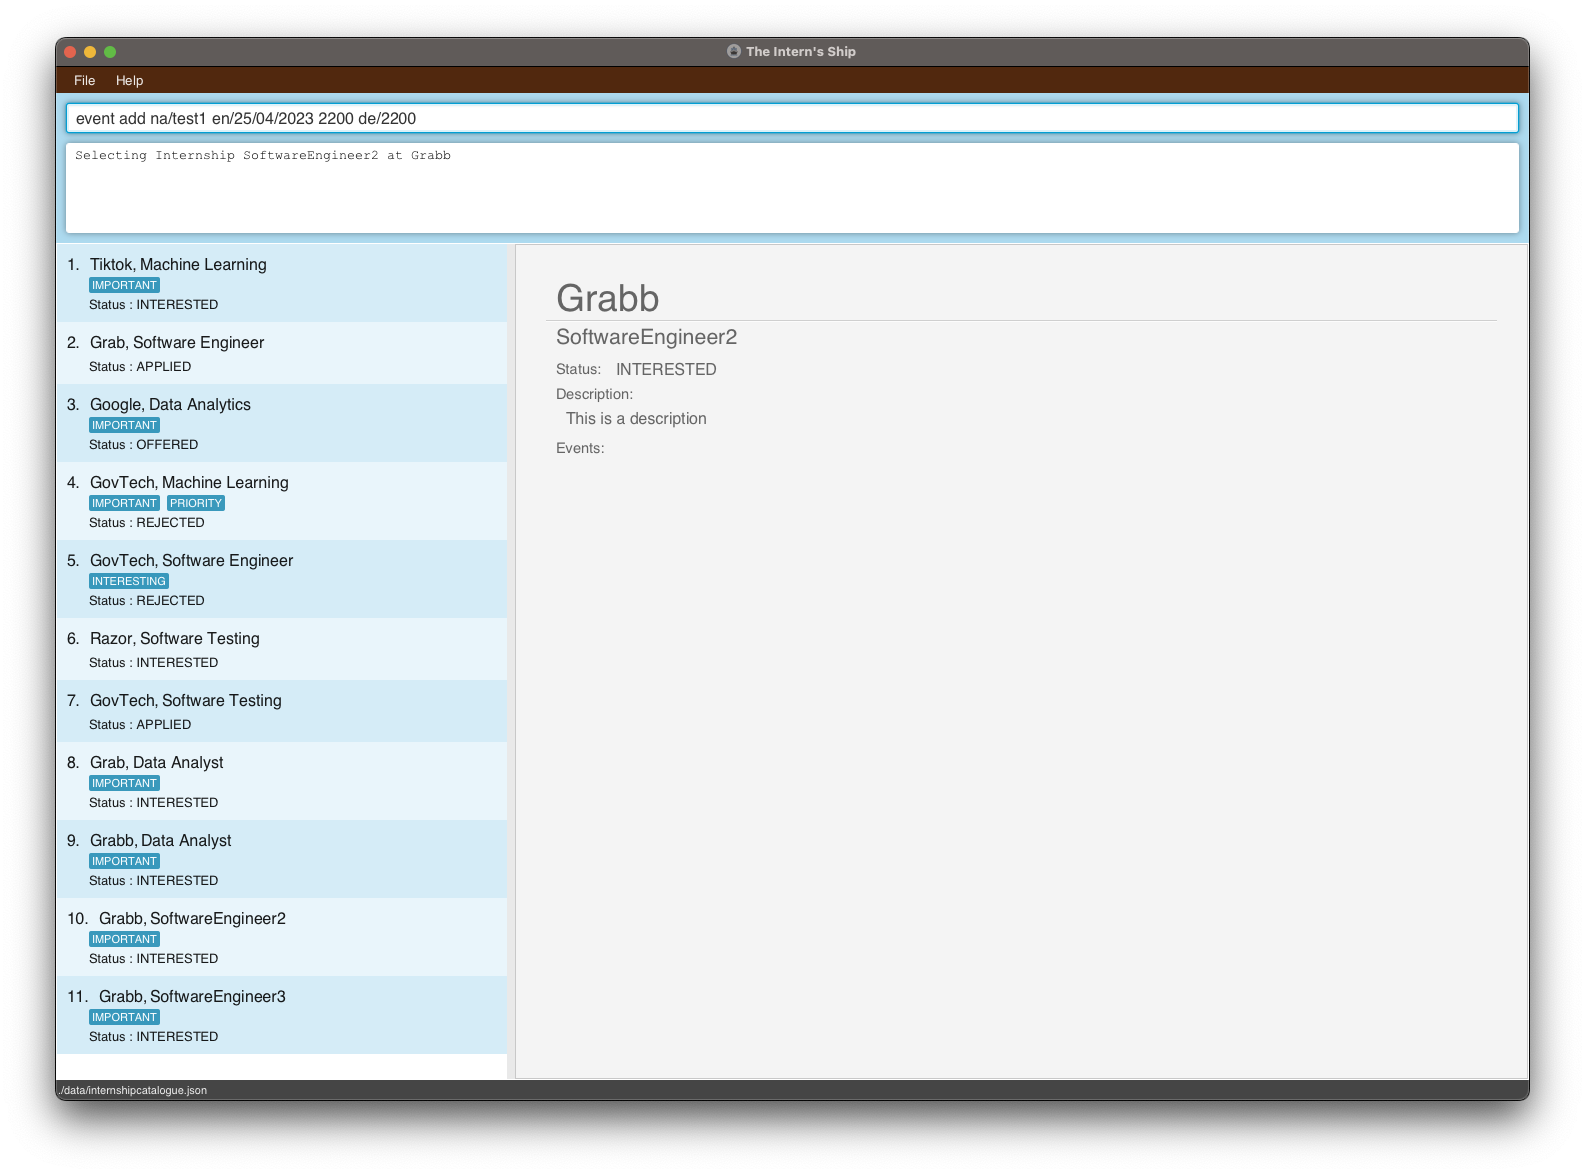 The Intern's Ship
File Help
event add na/test1 en/25/04/2023 2200 de/2200
Selecting Internship SoftwareEngineer2 at Grabb
1. Tiktok, Machine Learning
IMPORTANT
Status : INTERESTED
2. Grab, Software Engineer
Status : APPLIED
3. Google, Data Analytics
IMPORTANT
Status : OFFERED
4. GovTech, Machine Learning
IMPORTANT PRIORITY
Status : REJECTED
5. GovTech, Software Engineer
INTERESTING
Status : REJECTED
6. Razor, Software Testing
Status : INTERESTED
7. GovTech, Software Testing
Status : APPLIED
8. Grab, Data Analyst
IMPORTANT
Status : INTERESTED
9. Grabb, Data Analyst
IMPORTANT
Status : INTERESTED
10. Grabb, SoftwareEngineer2
IMPORTANT
Status : INTERESTED
11. Grabb, SoftwareEngineer3
IMPORTANT
Status : INTERESTED
Grabb
SoftwareEngineer2
Status: INTERESTED
Description:
This is a description
Events:
./data/internshipcatalogue.json